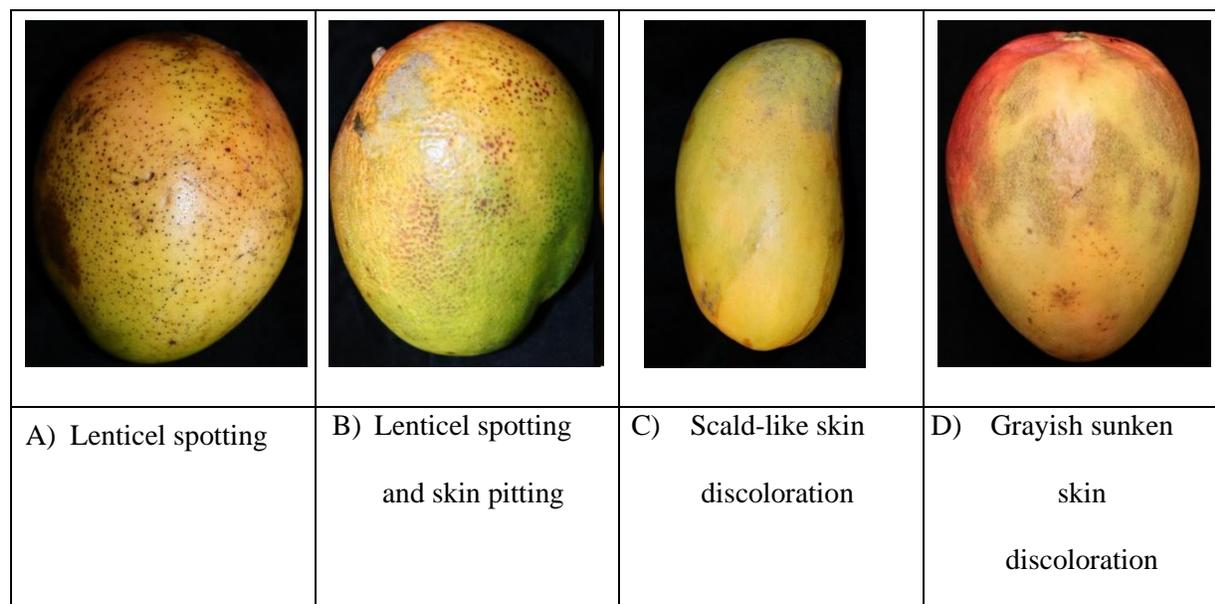 A) Lenticel spotting
B) Lenticel spotting
and skin pitting
C) Scald-like skin
discoloration
D) Grayish sunken
skin
discoloration